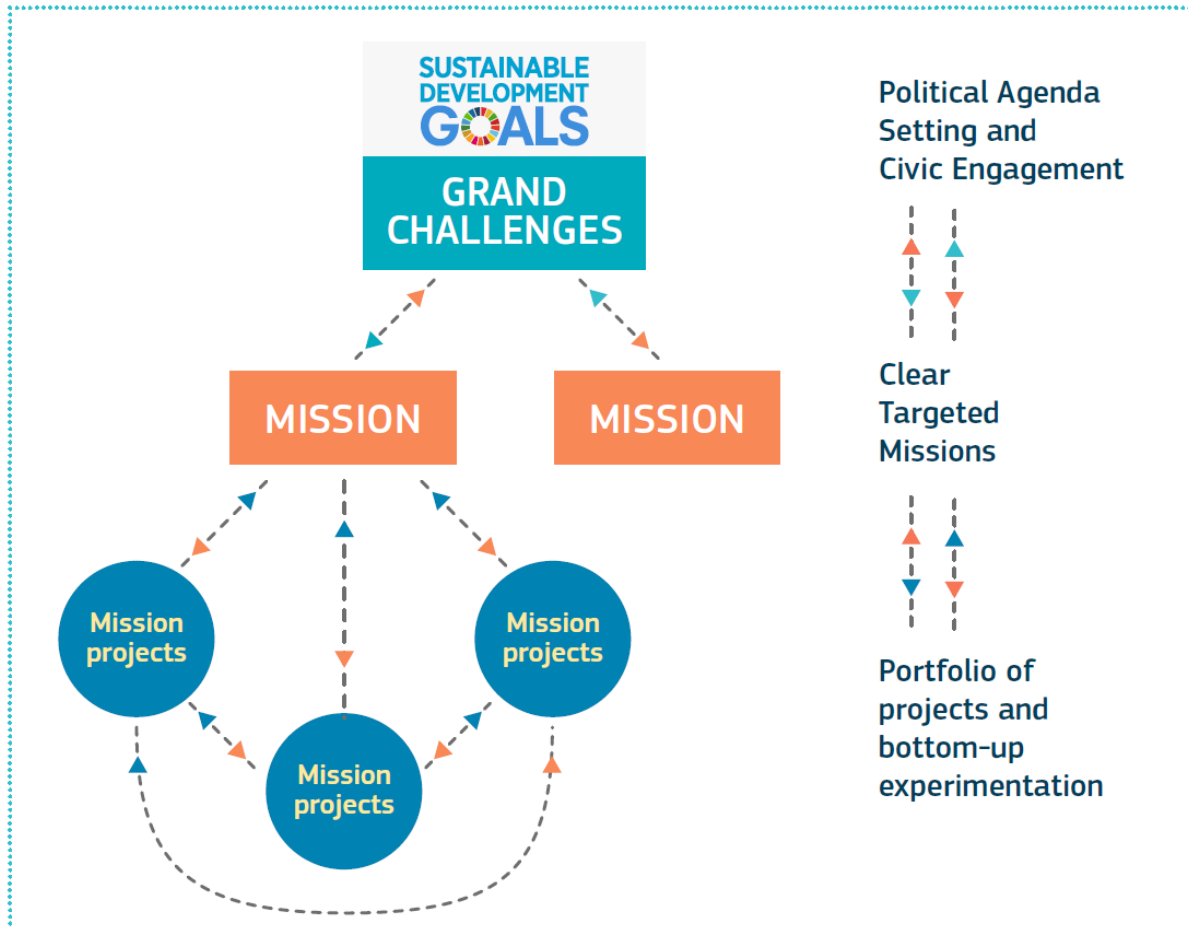 SUSTAINABLE
DEVELOPMENT
GOALS
GRAND
CHALLENGES
MISSION
MISSION
Mission
projects
Mission
projects
Mission
projects
Political Agenda
Setting and
Civic Engagement
Clear
Targeted
Missions
Portfolio of
projects and
bottom-up
experimentation